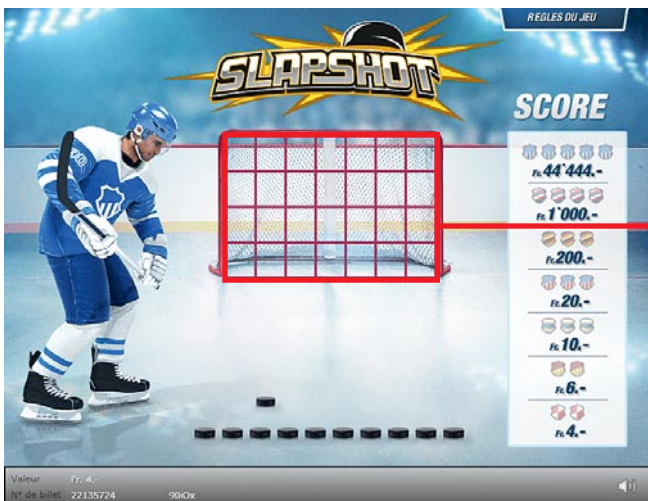 REGLES DU JEU
SLAPSHOT
SCORE
Fr. 44'444.-
Fr. 1'000.-
Fr. 200.-
Fr. 20.-
Fr. 10.-
Fr. 6.-
Fr. 4.-
Valeur Fr. 4.-
N° de billet 22135724 90iOx